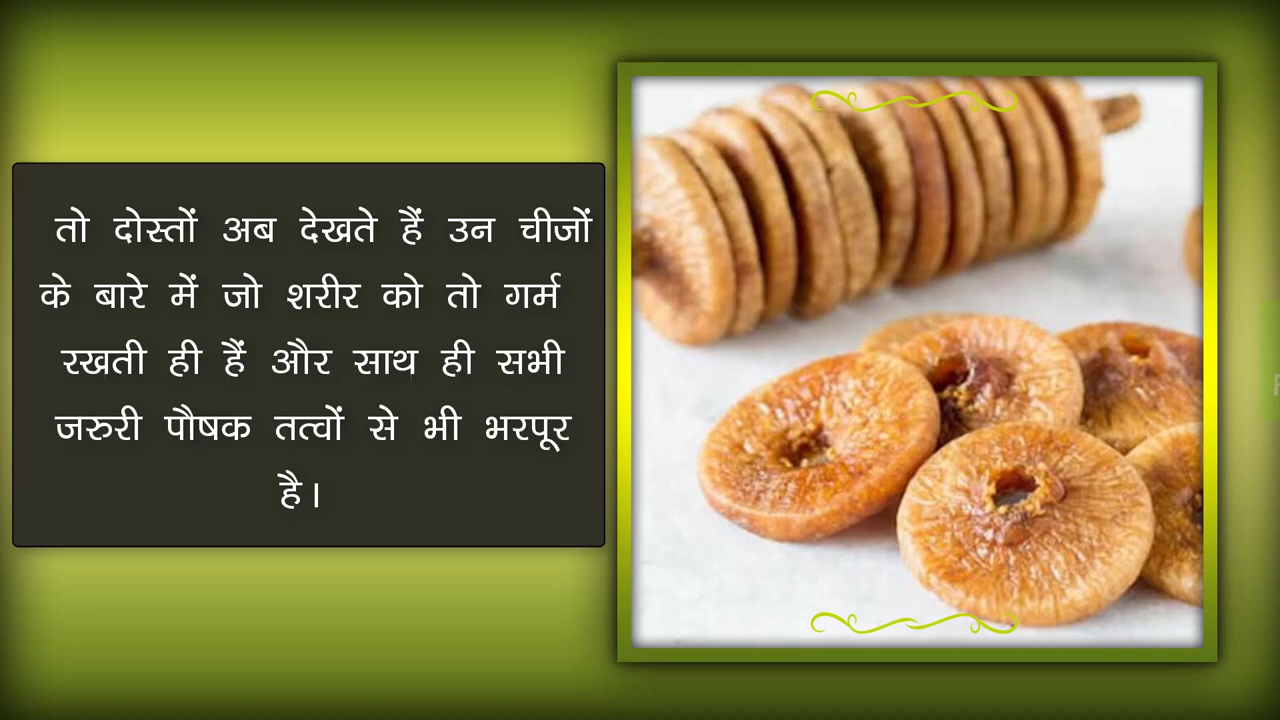 तो दोस्तों अब देखते हैं उन चीजों
के बारे में जो शरीर को तो गर्म
रखती ही हैं और साथ ही सभी
जरुरी पौषक तत्वों से भी भरपूर
है।